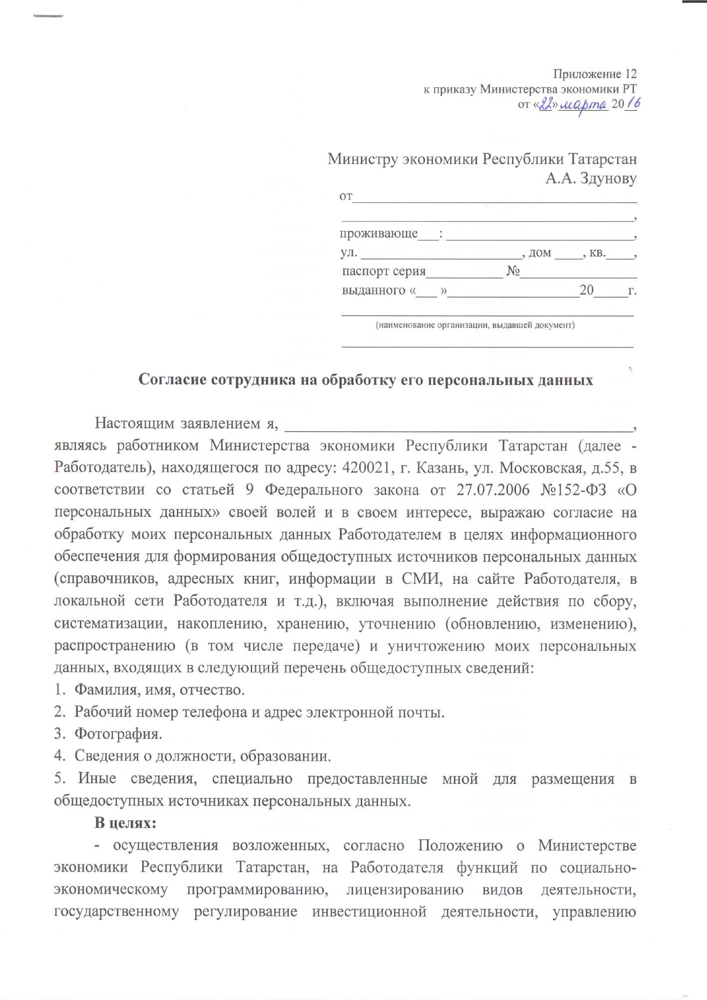 Приложение 12
к приказу Министерства экономики РТ
от «22» марта 2016
Министру экономики Республики Татарстан
А.А. Здунову
от_______________________________________________
________________________________________________,
проживающе___: ______________________________,
ул. __________________________, дом ____, кв.____,
паспорт серия____________ №___________________
выданного «___ »_____________________20_____г.
________________________________________________
(наименование организации, выдавшей документ)
________________________________________________
Согласие сотрудника на обработку его персональных данных
Настоящим заявлением я, ___________________________________________,
являясь работником Министерства экономики Республики Татарстан (далее -
Работодатель), находящегося по адресу: 420021, г. Казань, ул. Московская, д.55, в
соответствии со статьей 9 Федерального закона от 27.07.2006 №152-ФЗ «О
персональных данных» своей волей и в своем интересе, выражаю согласие на
обработку моих персональных данных Работодателем в целях информационного
обеспечения для формирования общедоступных источников персональных данных
(справочников, адресных книг, информации в СМИ, на сайте Работодателя, в
локальной сети Работодателя и т.д.), включая выполнение действия по сбору,
систематизации, накоплению, хранению, уточнению (обновлению, изменению),
распространению (в том числе передаче) и уничтожению моих персональных
данных, входящих в следующий перечень общедоступных сведений:
1. Фамилия, имя, отчество.
2. Рабочий номер телефона и адрес электронной почты.
3. Фотография.
4. Сведения о должности, образовании.
5. Иные сведения, специально предоставленные мной для размещения в
общедоступных источниках персональных данных.
В целях:
- осуществления возложенных, согласно Положению о Министерстве
экономики Республики Татарстан, на Работодателя функций по социально-
экономическому программированию, лицензированию видов деятельности,
государственному регулирование инвестиционной деятельности, управлению